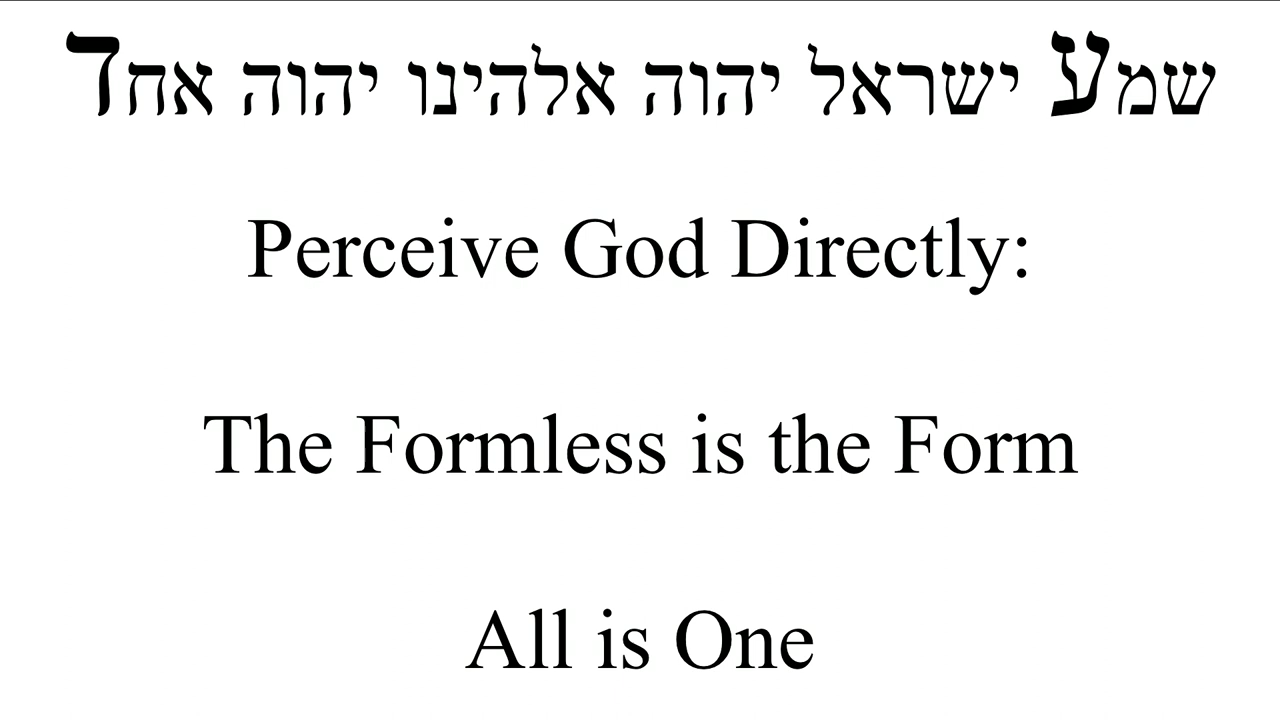 שמע ישראל יהוה אלהינו יהוה אחד
Perceive God Directly:
The Formless is the Form
All is One